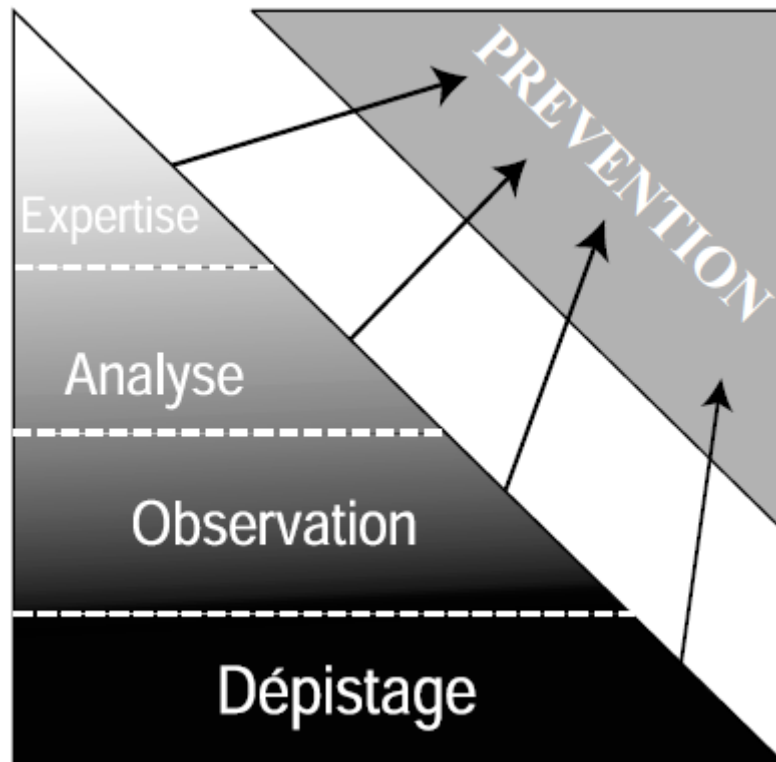 PREVENTION
Expertise
Analyse
Observation
Dépistage